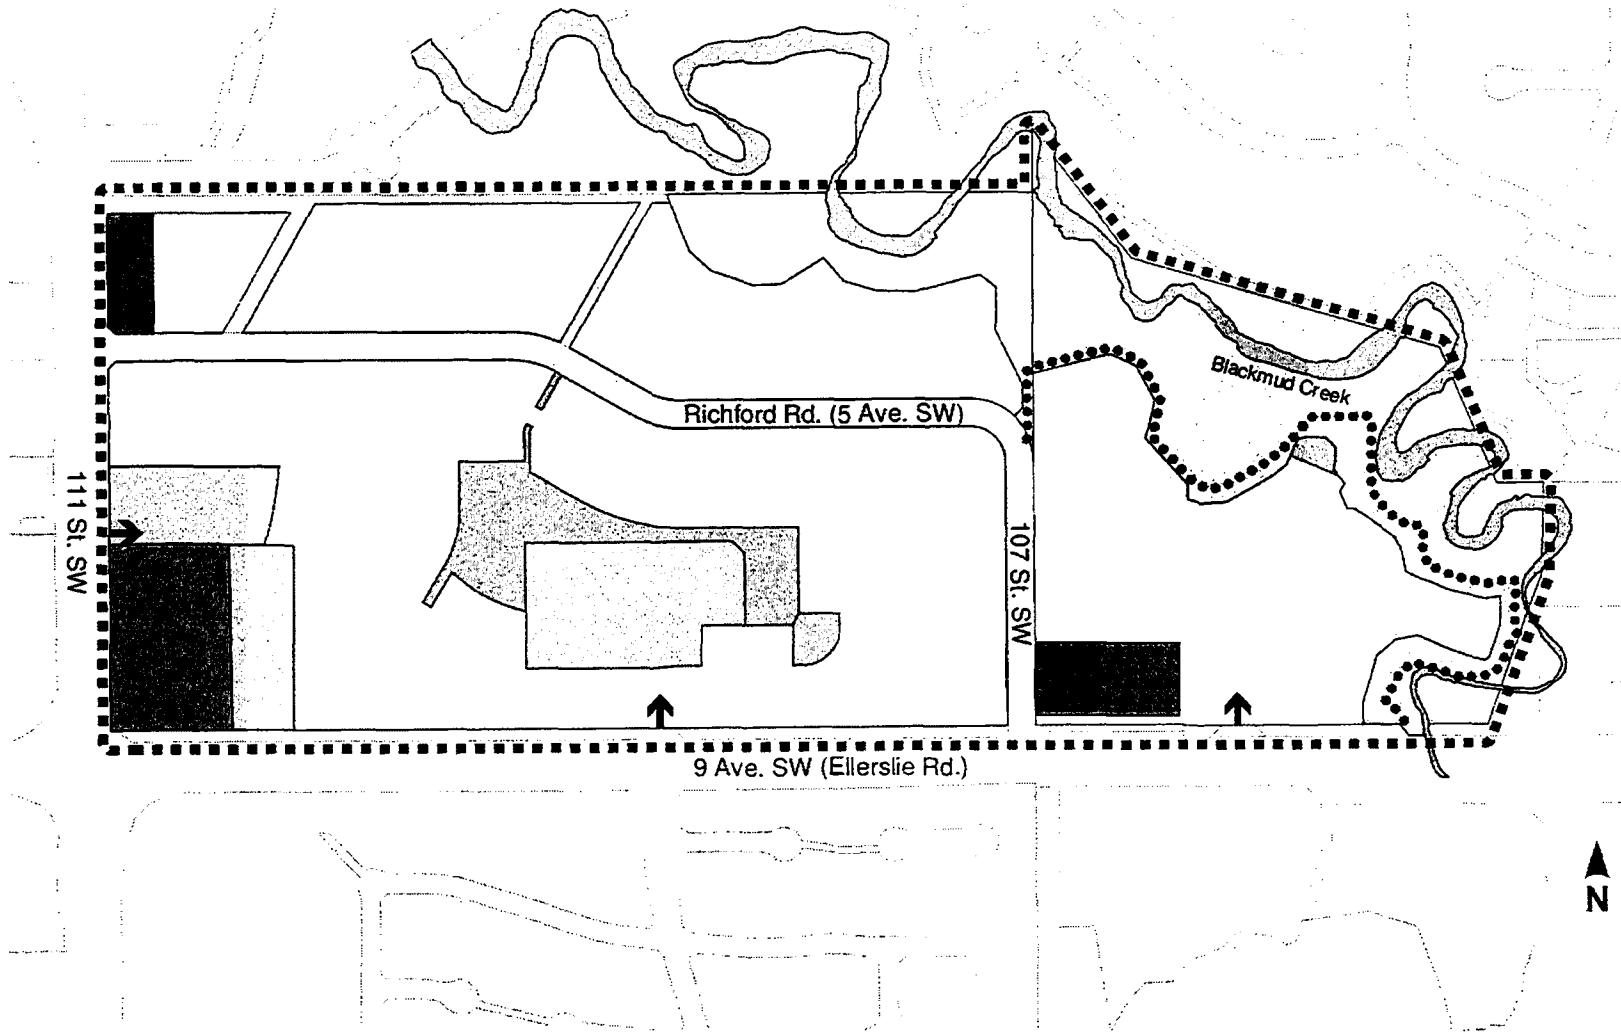 Blackmud Creek
Richford Rd. (5 Ave. SW)
111 St. SW
107 St. SW
9 Ave. SW (Ellerslie Rd.)
N